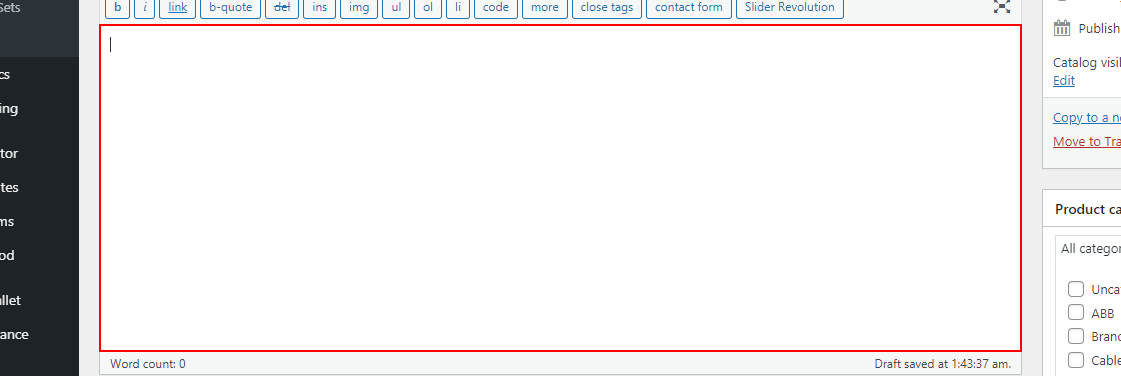 Sets
b i link b-quote del ins img ul ol li code more close tags contact form Slider Revolution
Publish
cs
Catalog visi
Edit
ing
Copy to a n
Move to Tra
tor
tes
Product ca
ms
All categor
od
Unca
llet
ABB
ance
Branc
Word count: 0
Draft saved at 1:43:37 am.
Cable